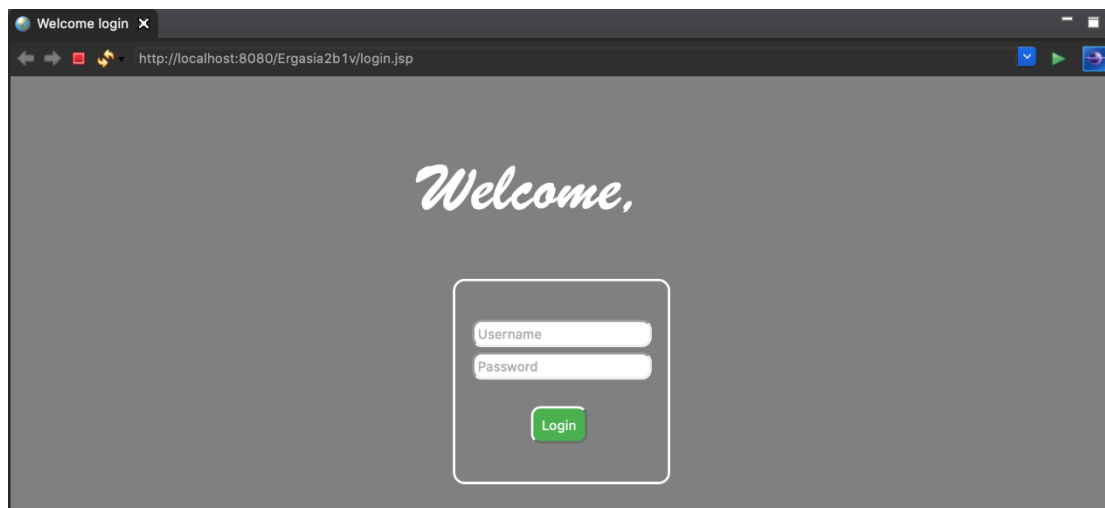 Welcome login
http://localhost:8080/Ergasia2b1v/login.jsp
Welcome,
Username
Password
Login